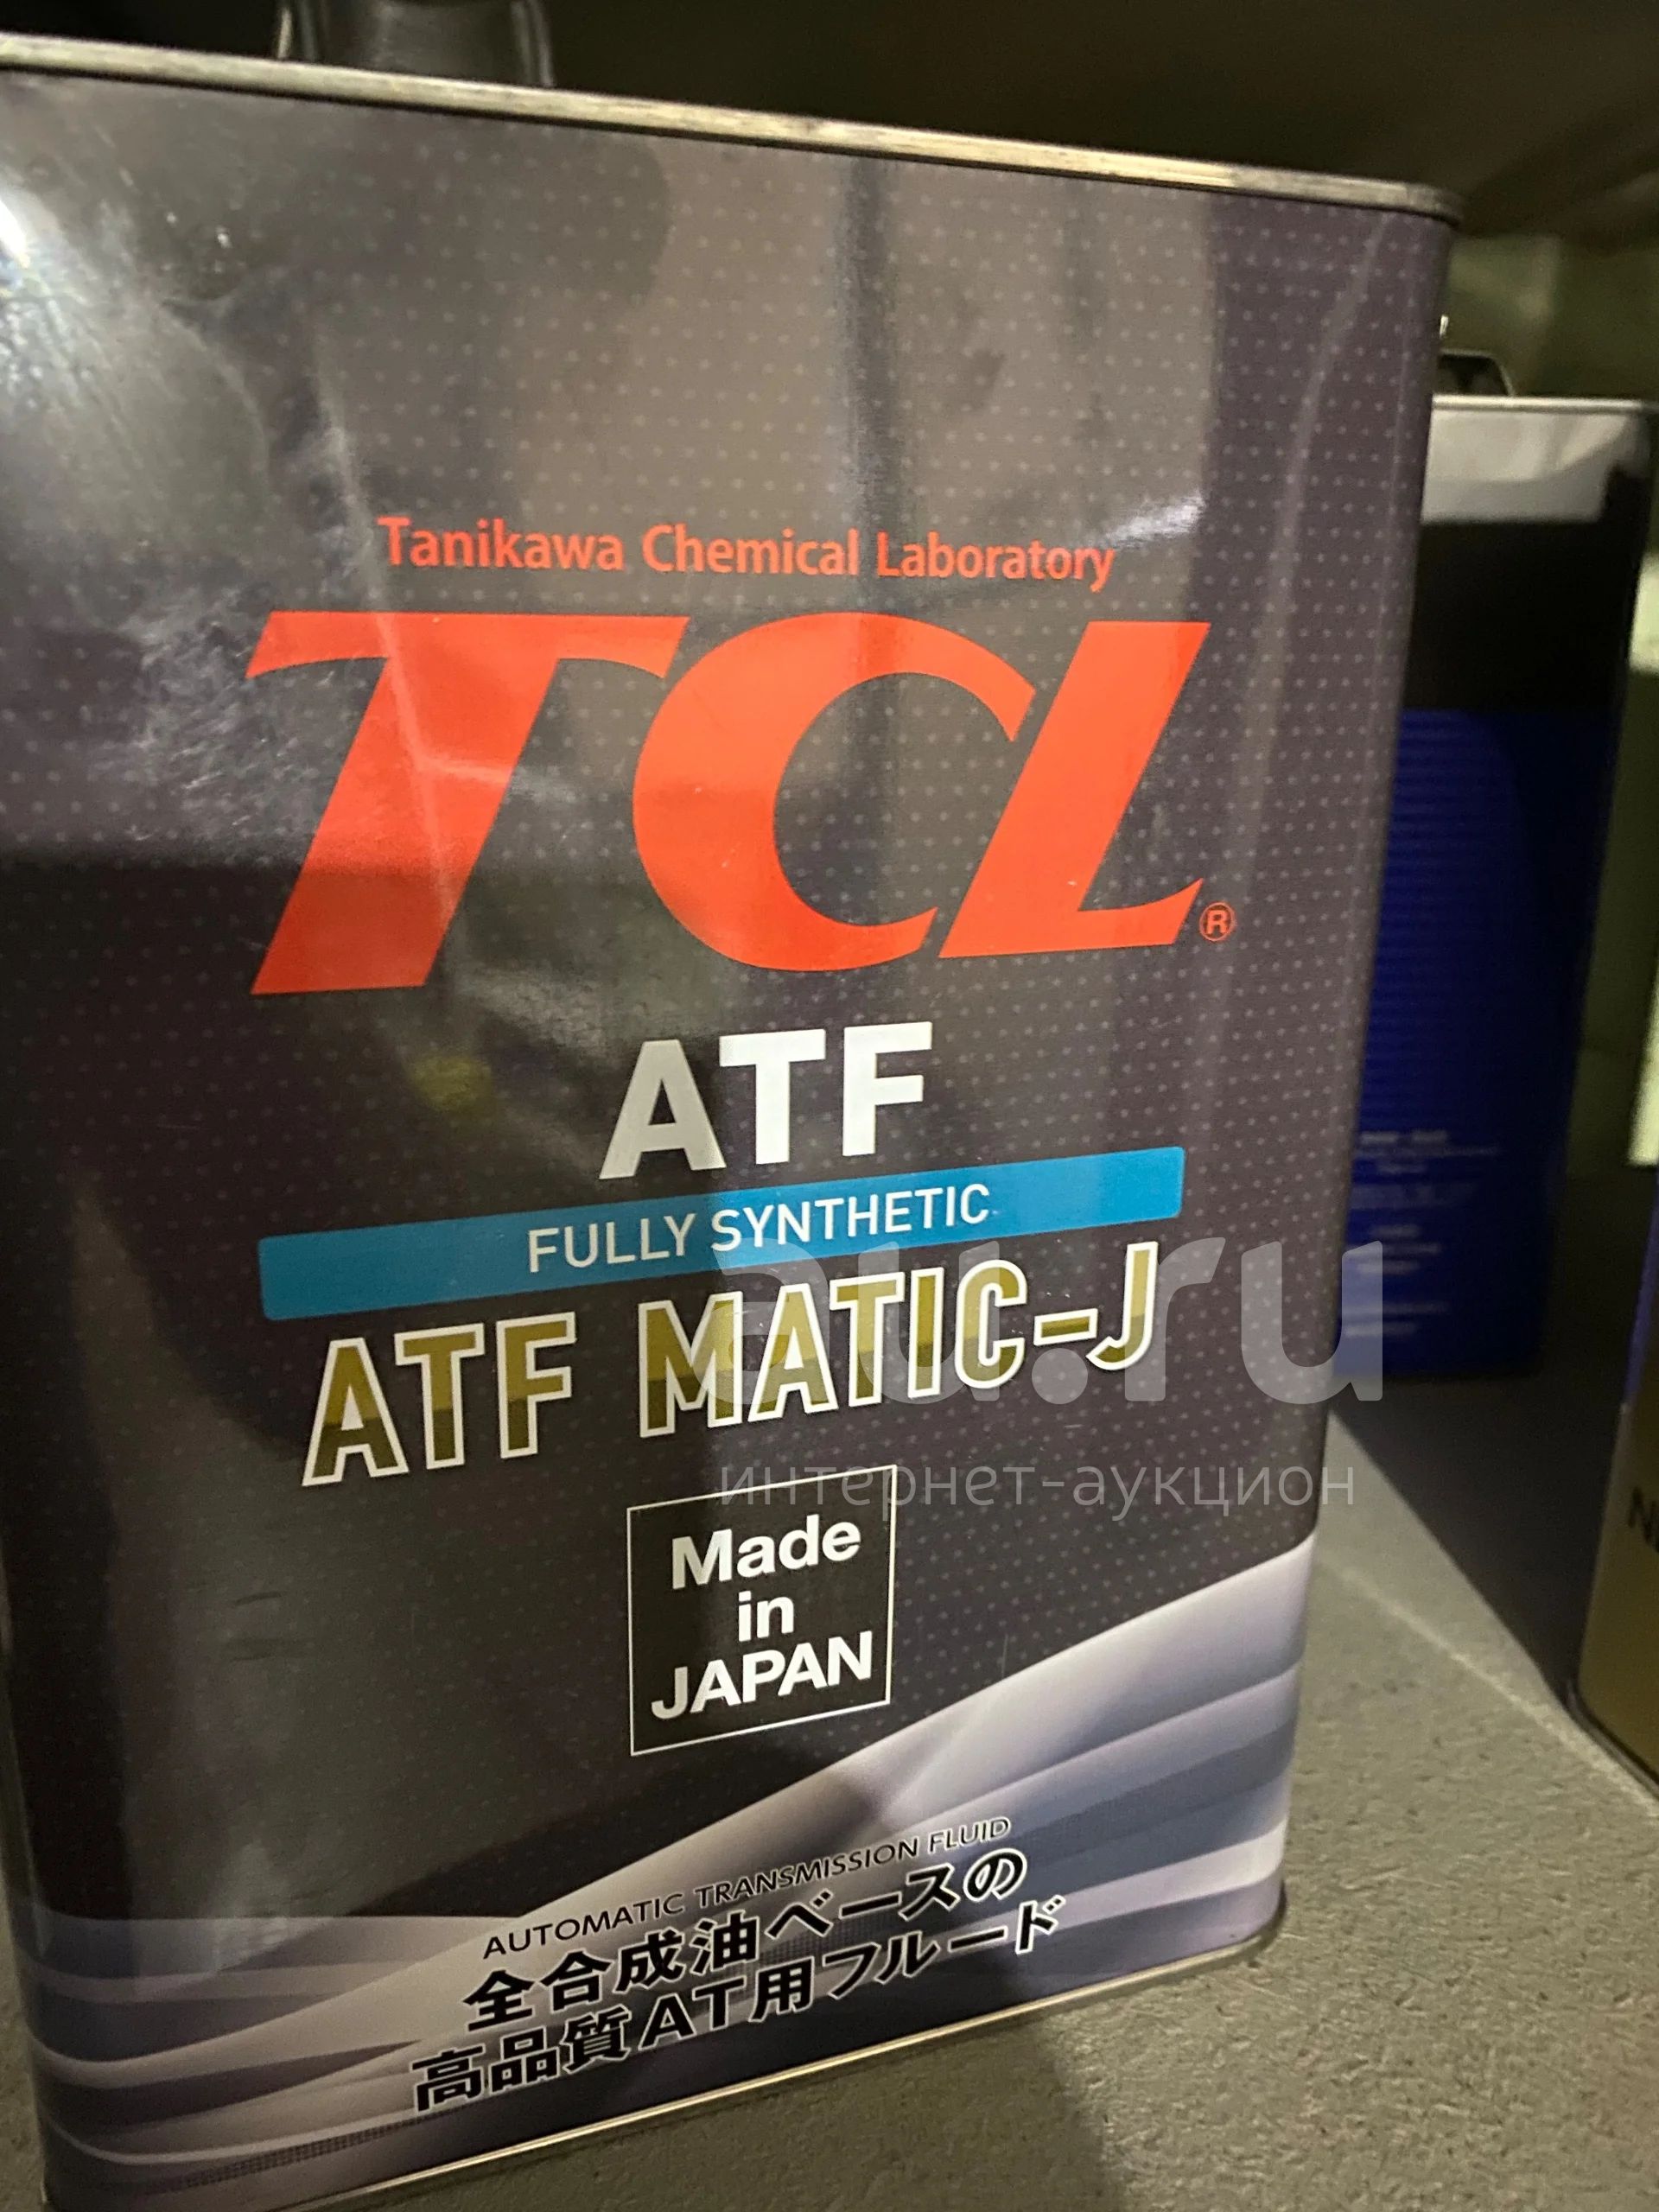 Tanikawa Chemical Laboratory
TCL®
ATF
FULLY SYNTHETIC
ATF MATIC-J
au.ru
интернет-аукцион
Made
in
JAPAN
AUTOMATIC TRANSMISSION FLUID
全合成油ベースの
高品質AT用フルード